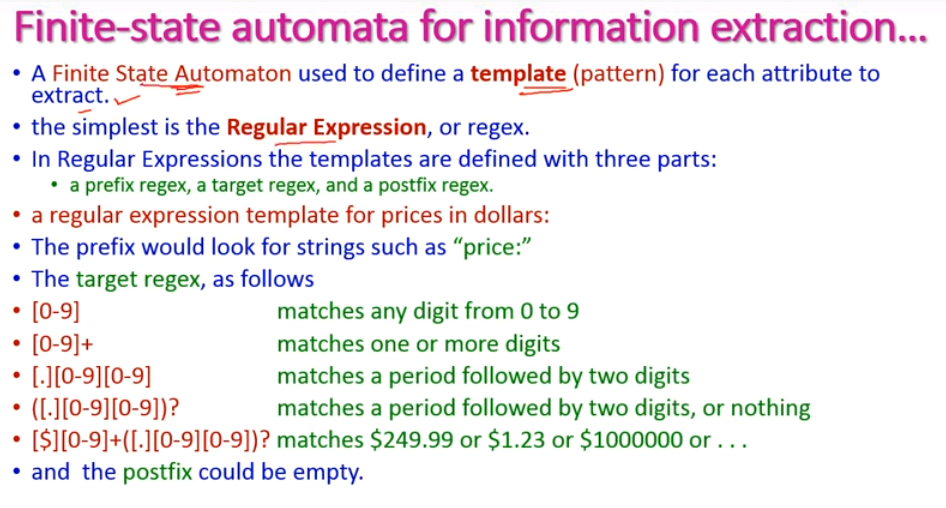 Finite-state automata for information extraction...
• A Finite State Automaton used to define a template (pattern) for each attribute to
extract.
• the simplest is the Regular Expression, or regex.
• In Regular Expressions the templates are defined with three parts:
• a prefix regex, a target regex, and a postfix regex.
• a regular expression template for prices in dollars:
• The prefix would look for strings such as “price:”
• The target regex, as follows
• [0-9] matches any digit from 0 to 9
• [0-9]+ matches one or more digits
• [.][0-9][0-9] matches a period followed by two digits
• ([.][0-9][0-9])? matches a period followed by two digits, or nothing
• [$][0-9]+([.][0-9][0-9])? matches $249.99 or $1.23 or $1000000 or . . .
• and the postfix could be empty.